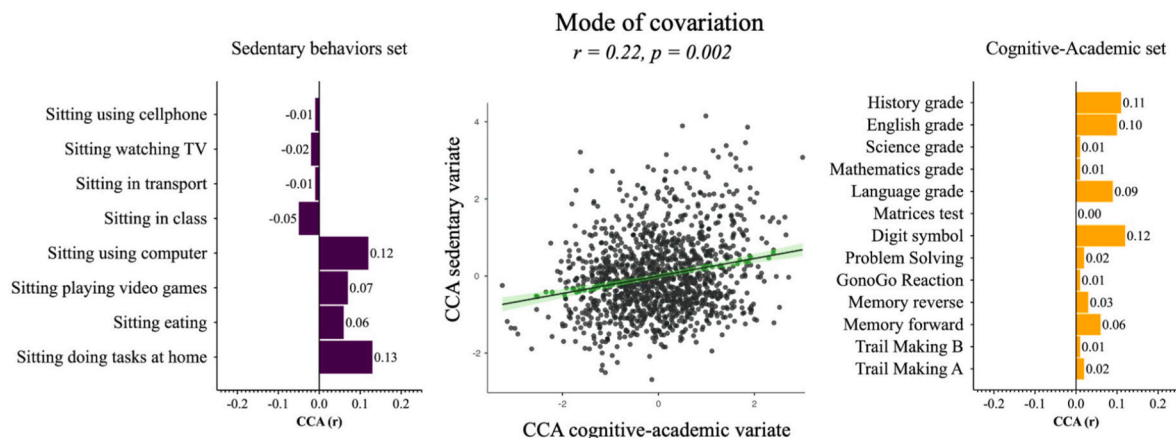 Mode of covariation
r = 0.22, p = 0.002
Sedentary behaviors set
Sitting using cellphone
-0.01
Sitting watching TV
-0.02
Sitting in transport
-0.01
Sitting in class
-0.05
Sitting using computer
0.12
Sitting playing video games
0.07
Sitting eating
0.06
Sitting doing tasks at home
0.13
-0.2 -0.1 0.0 0.1 0.2
CCA (r)
CCA sedentary variate
4
2
0
-2
-2 0 2
CCA cognitive-academic variate
Cognitive-Academic set
History grade
0.11
English grade
0.10
Science grade
0.01
Mathematics grade
0.01
Language grade
0.09
Matrices test
0.00
Digit symbol
0.12
Problem Solving
0.02
GonoGo Reaction
0.01
Memory reverse
0.03
Memory forward
0.06
Trail Making B
0.01
Trail Making A
0.02
-0.2 -0.1 0.0 0.1 0.2
CCA (r)